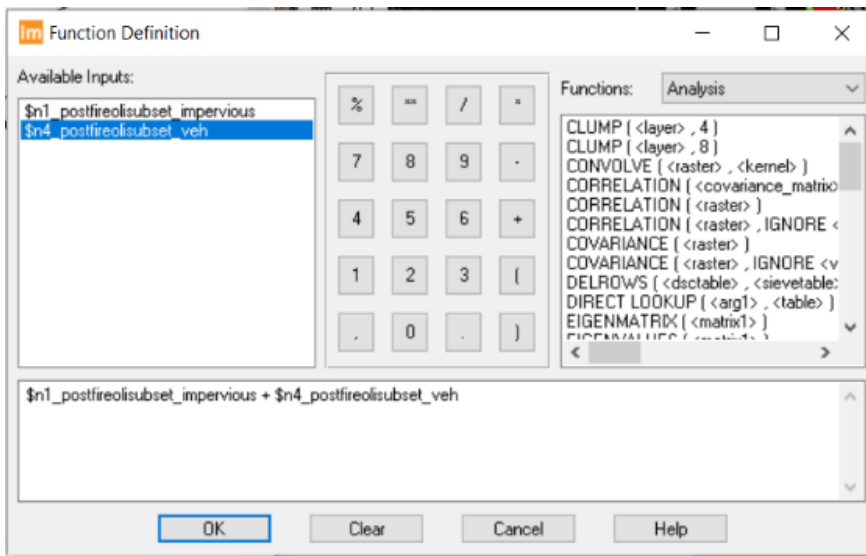 Im Function Definition
Available Inputs:
$n1_postfireolisubset_impervious
$n4_postfireolisubset_veh
% ** / *
7 8 9 -
4 5 6 +
1 2 3 (
, 0 . )
Functions: Analysis
CLUMP ( <layer> , 4 )
CLUMP ( <layer> , 8 )
CONVOLVE ( <raster> , <kernel> )
CORRELATION ( <covariance_matrix>
CORRELATION ( <raster> )
CORRELATION ( <raster> , IGNORE <
COVARIANCE ( <raster> )
COVARIANCE ( <raster> , IGNORE <v
DELROWS ( <dsctable> , <sievetable>
DIRECT LOOKUP ( <arg1> , <table> )
EIGENMATRIX ( <matrix1> )
EIGENVALUES ( <matrix1> )
$n1_postfireolisubset_impervious + $n4_postfireolisubset_veh
OK Clear Cancel Help